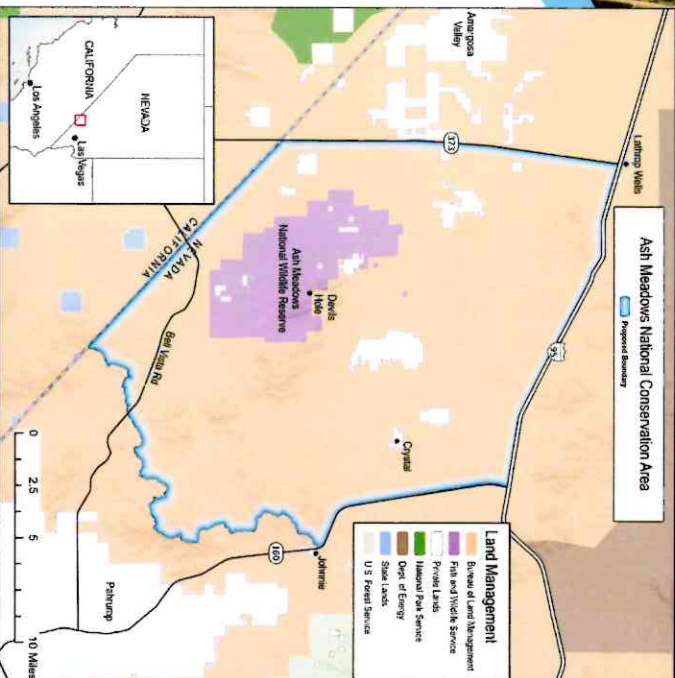 Ash Meadows National Conservation Area
Proposed Boundary
Lathrop Wells
Amargosa
Valley
373
95
Devils
Hole
Ash Meadows
National Wildlife Reserve
Crystal
CALIFORNIA
NEVADA
Bell Vista Rd
Johnnie
160
Pahrump
Land Management
Bureau of Land Management
Fish and Wildlife Service
Private Lands
National Park Service
Dept. of Energy
State Lands
U.S. Forest Service
NEVADA
CALIFORNIA
Las Vegas
Los Angeles
0 2.5 5 10 Miles